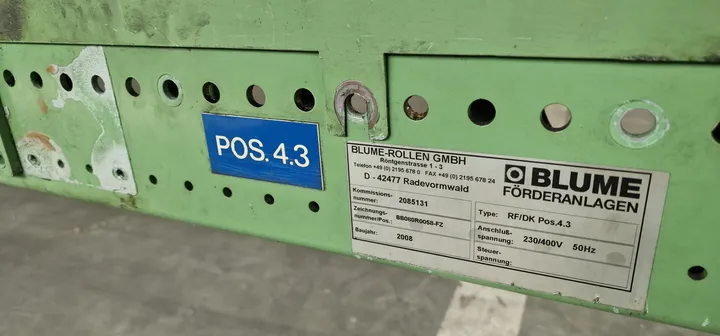 POS. 4.3
BLUME-ROLLEN GMBH
Röntgenstrasse 1 - 3
Telefon +49 (0) 2195 678 0 FAX +49 (0) 2195 678 24
D - 42477 Radevormwald
BLUME
FÖRDERANLAGEN
Kommissions-
nummer: 2085131
Zeichnungs-
nummer/Pos.: BB080R0058-FZ
Baujahr: 2008
Type: RF/DK Pos.4.3
Anschluß-
spannung: 230/400V 50Hz
Steuer-
spannung: